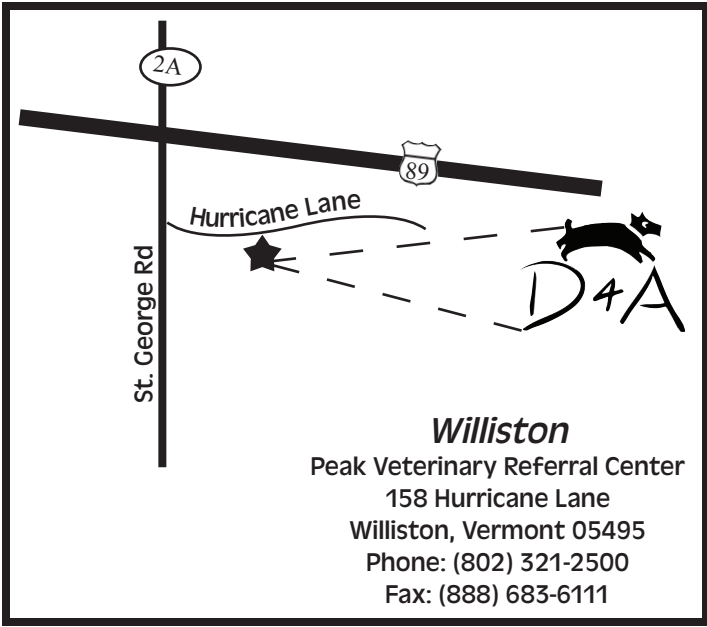 2A
89
Hurricane Lane
St. George Rd
D4A
Williston
Peak Veterinary Referral Center
158 Hurricane Lane
Williston, Vermont 05495
Phone: (802) 321-2500
Fax: (888) 683-6111